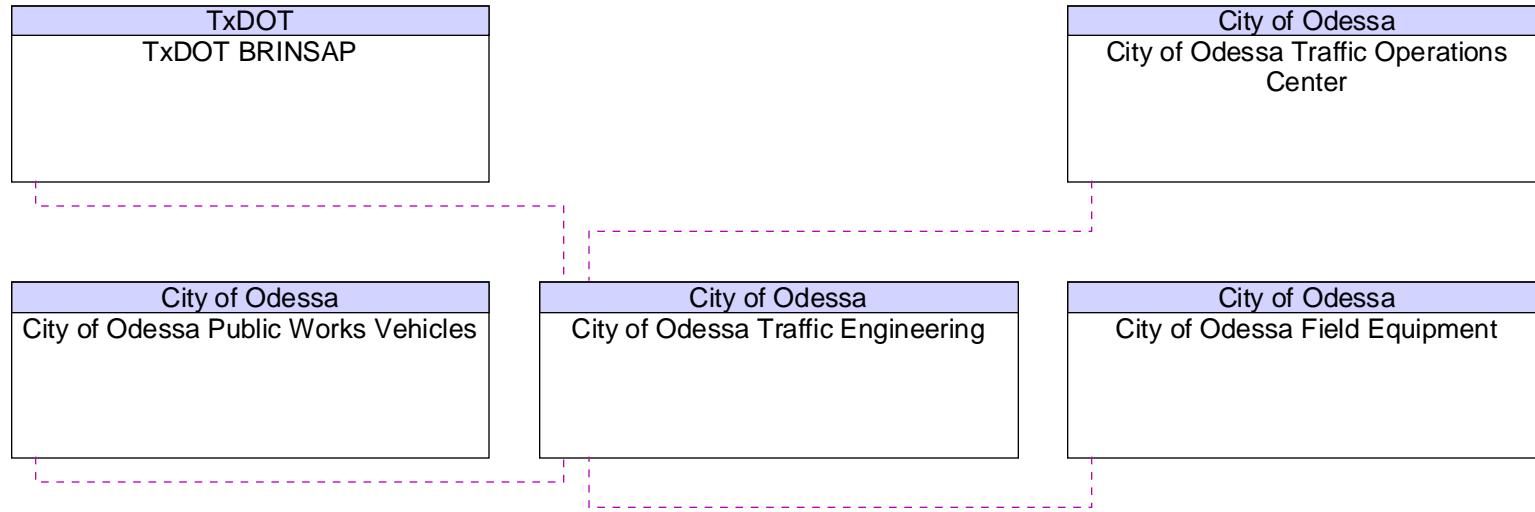 TxDOT
TxDOT BRINSAP
City of Odessa
City of Odessa Traffic Operations
Center
City of Odessa
City of Odessa Public Works Vehicles
City of Odessa
City of Odessa Traffic Engineering
City of Odessa
City of Odessa Field Equipment